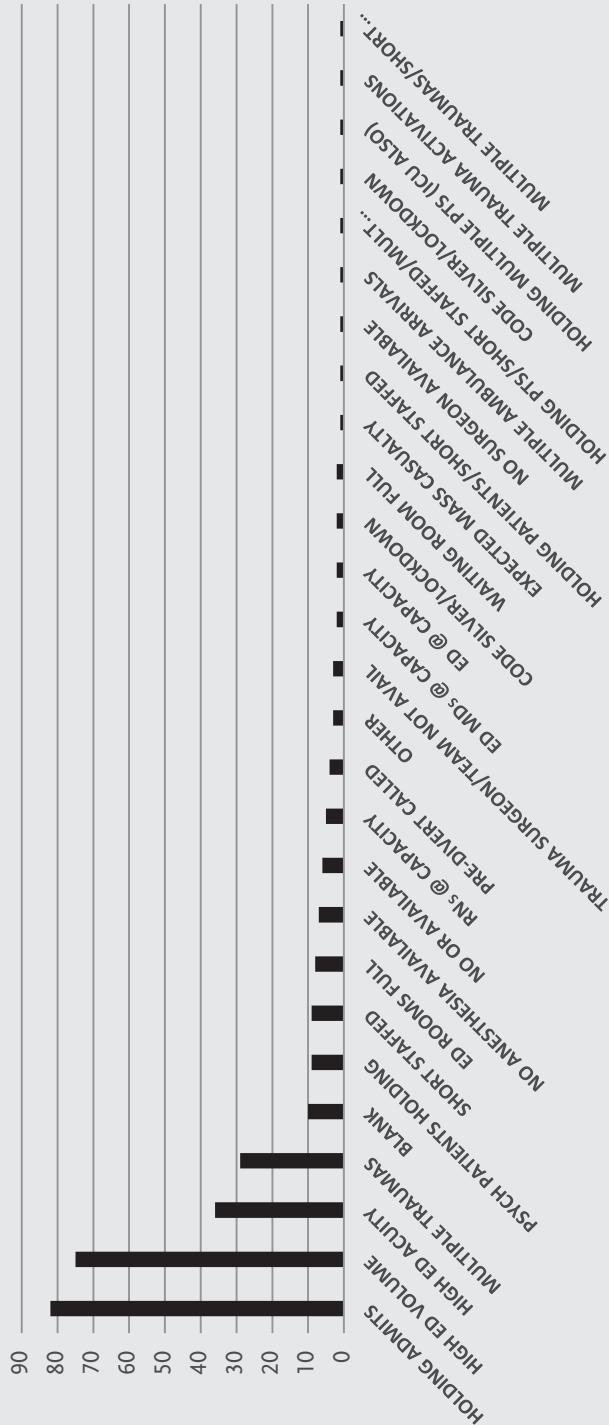 90
80
70
60
50
40
30
20
10
0
HOLDING ADMITS
HIGH ED VOLUME
HIGH ED ACUITY
MULTIPLE TRAUMAS
BLANK
PSYCH PATIENTS HOLDING
SHORT STAFFED
ED ROOMS FULL
NO ANESTHESIA AVAILABLE
NO OR AVAILABLE
RNs @ CAPACITY
PRE-DIVERT CALLED
OTHER
TRAUMA SURGEON/TEAM NOT AVAIL
ED MDs @ CAPACITY
ED @ CAPACITY
CODE SILVER/LOCKDOWN
WAITING ROOM FULL
EXPECTED MASS CASUALTY
HOLDING PATIENTS/SHORT STAFFED
NO SURGEON AVAILABLE
MULTIPLE AMBULANCE ARRIVALS
HOLDING PTS/SHORT STAFFED/MULT...
CODE SILVER/LOCKDOWN
HOLDING MULTIPLE PTS (ICU ALSO)
MULTIPLE TRAUMA ACTIVATIONS
MULTIPLE TRAUMAS/SHORT...